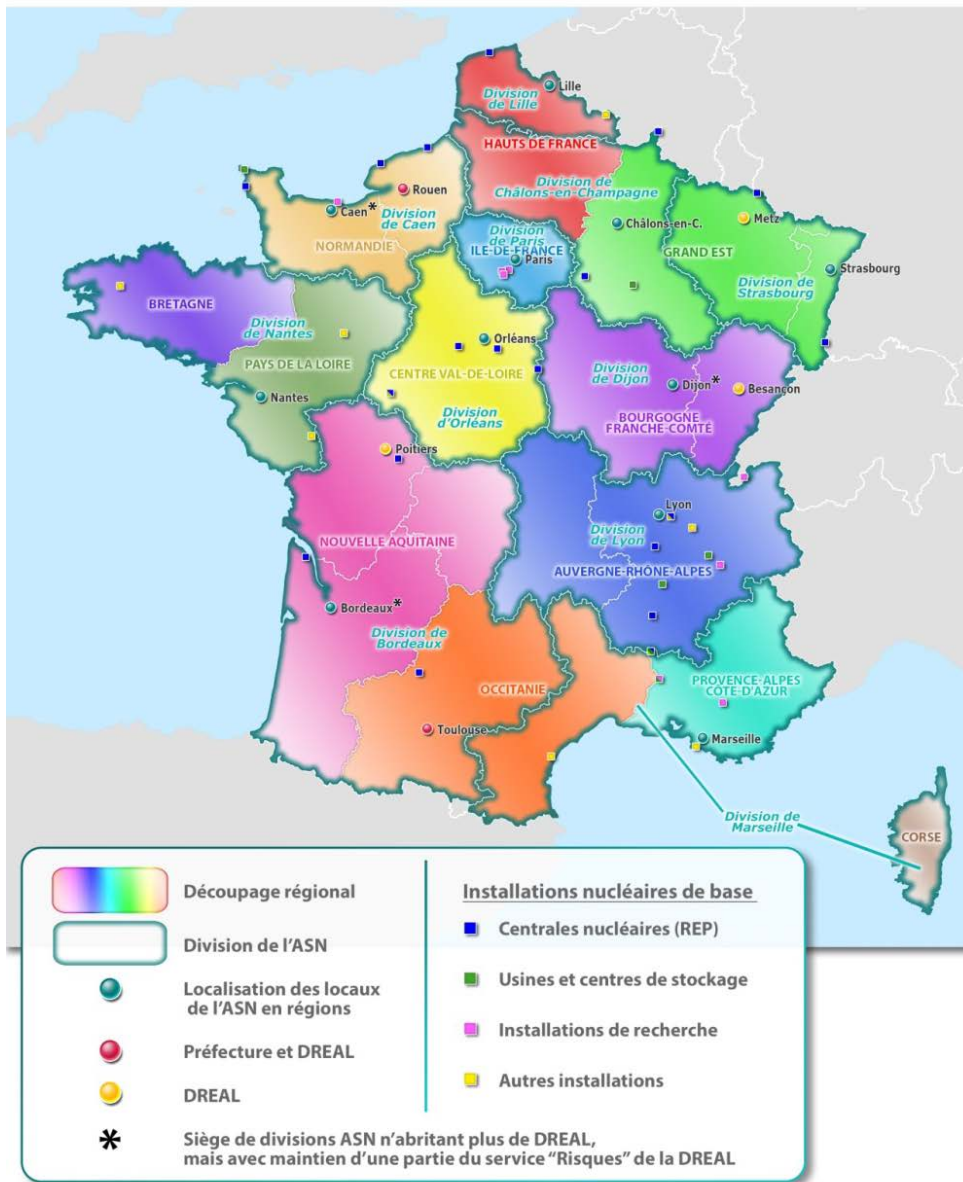 Lille
Division
de Lille
HAUTS DE FRANCE
Division de
Châlons-en-Champagne
Rouen
Caen*
Division
de Caen
NORMANDIE
Division
de Paris
ILE-DE-FRANCE
Paris
Châlons-en-C.
Metz
GRAND EST
Strasbourg
Division de
Strasbourg
BRETAGNE
Division
de Nantes
PAYS DE LA LOIRE
Nantes
Orléans
CENTRE VAL-DE-LOIRE
Division
d'Orléans
Division
de Dijon
Dijon*
Besançon
BOURGOGNE
FRANCHE-COMTÉ
Poitiers
NOUVELLE AQUITAINE
Lyon
Division
de Lyon
AUVERGNE-RHÔNE-ALPES
Bordeaux*
Division de
Bordeaux
OCCITANIE
Toulouse
PROVENCE-ALPES
CÔTE-D'AZUR
Marseille
Division de
Marseille
CORSE
Découpage régional
Division de l'ASN
Localisation des locaux
de l'ASN en régions
Préfecture et DREAL
DREAL
* Siège de divisions ASN n'abritant plus de DREAL,
mais avec maintien d'une partie du service "Risques" de la DREAL
Installations nucléaires de base
Centrales nucléaires (REP)
Usines et centres de stockage
Installations de recherche
Autres installations